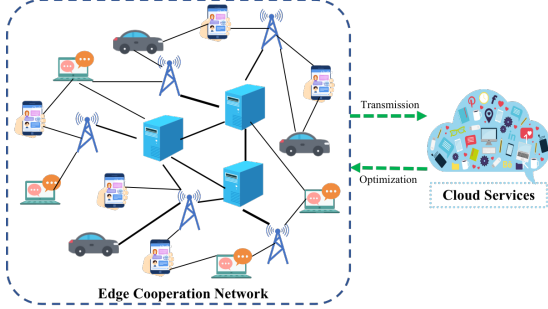 Transmission
Optimization
Cloud Services
Edge Cooperation Network